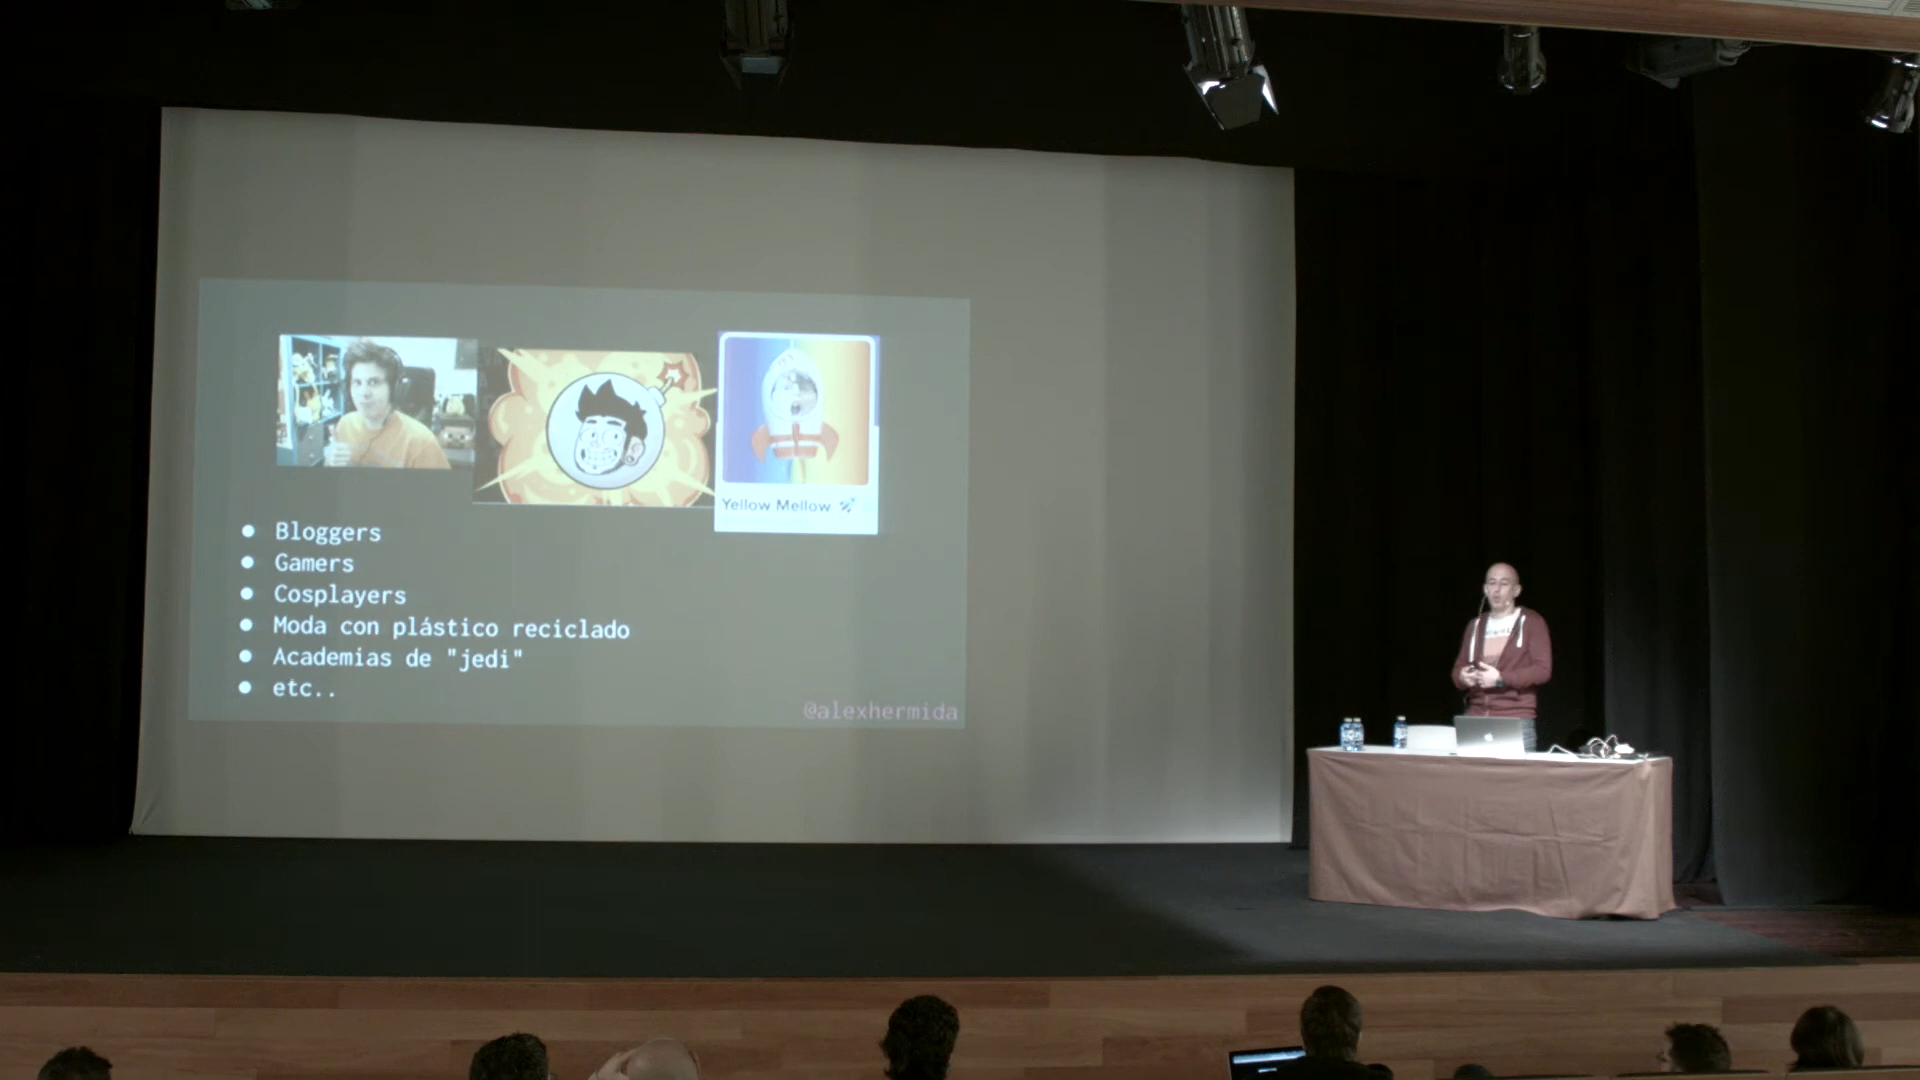 Yellow Mellow
Bloggers
Gamers
Cosplayers
Moda con plástico reciclado
Academias de "jedi"
etc..
@alexhermida